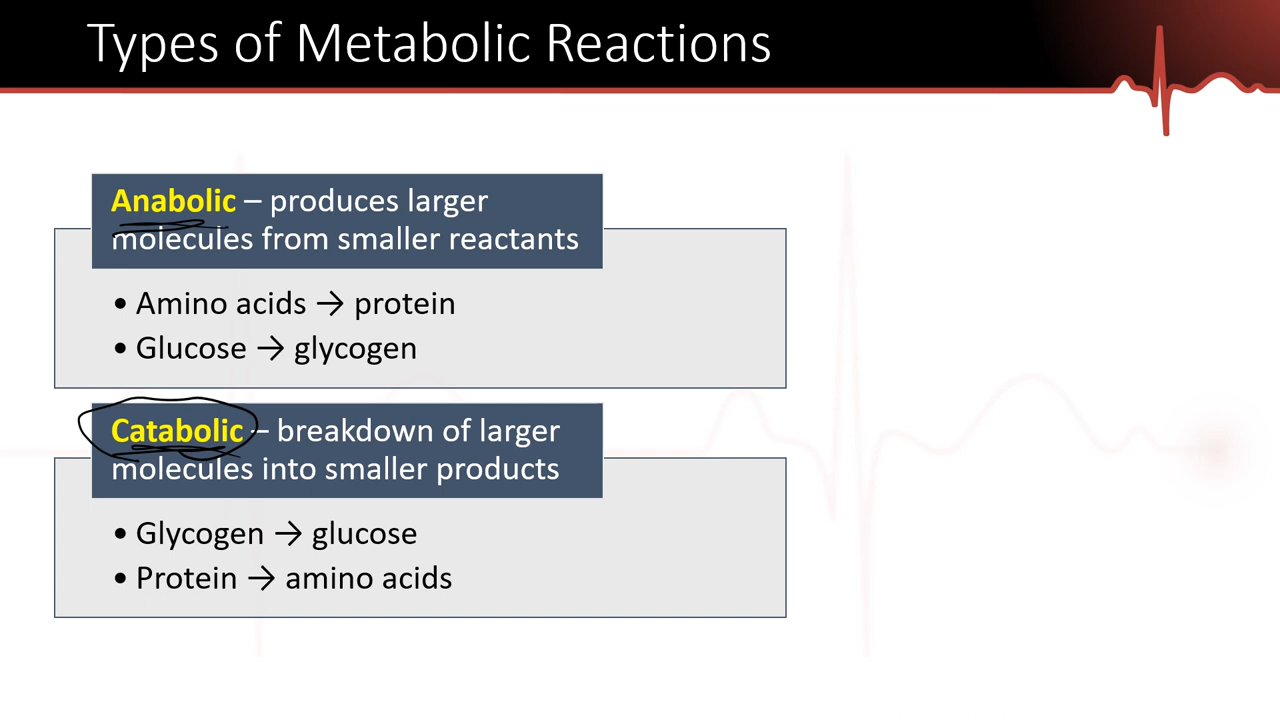 Types of Metabolic Reactions
Anabolic – produces larger
molecules from smaller reactants
• Amino acids → protein
• Glucose → glycogen
Catabolic – breakdown of larger
molecules into smaller products
• Glycogen → glucose
• Protein → amino acids